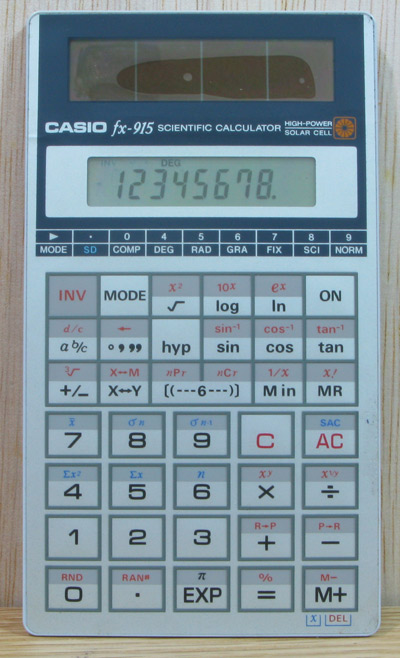 CASIO fx-915 SCIENTIFIC CALCULATOR HIGH-POWER SOLAR CELL
INV DEG
12345678.
▶ · 0 4 5 6 7 8 9
MODE SD COMP DEG RAD GRA FIX SCI NORM
x² 10ˣ eˣ
INV MODE √ log ln ON
d/c ← sin⁻¹ cos⁻¹ tan⁻¹
a b/c ° , ,, hyp sin cos tan
³√ X↔M nPr nCr 1/X X!
+/− X↔Y [(---6---)] Min MR
x̄ σn σn-1 SAC
7 8 9 C AC
Σx² Σx n xʸ x¹/ʸ
4 5 6 × ÷
R→P P→R
1 2 3 + −
RND RAN# π % M−
0 · EXP = M+
x̄ DEL